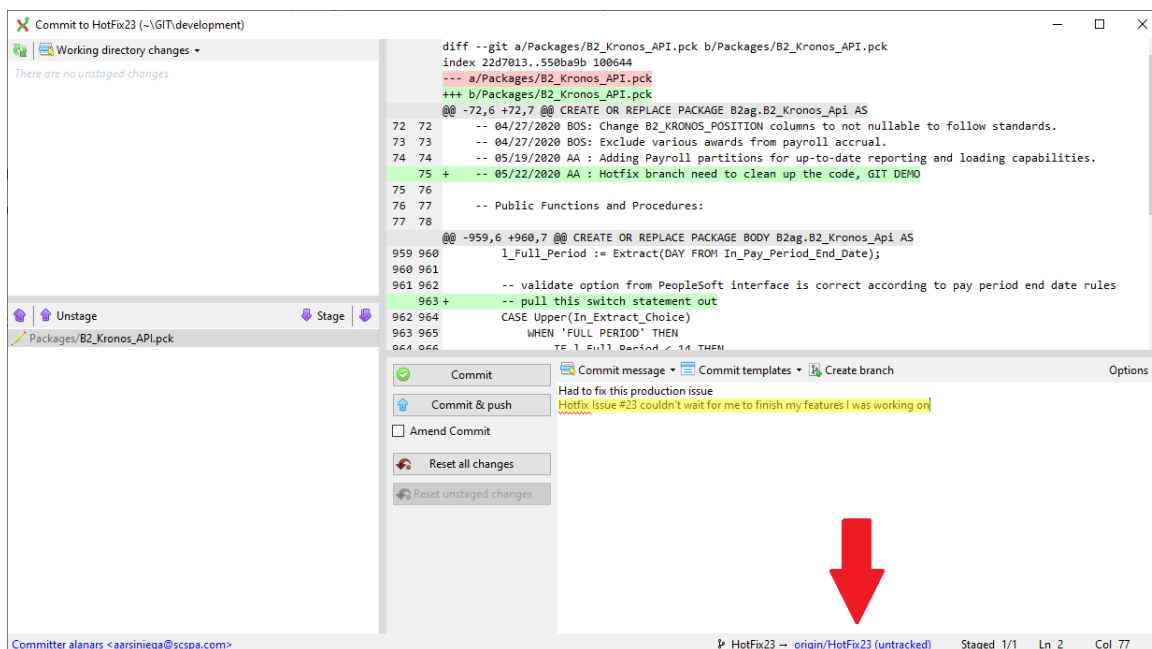 Commit to HotFix23 (~\GIT\development)
Working directory changes
There are no unstaged changes
Unstage
Stage
Packages/B2_Kronos_API.pck
diff --git a/Packages/B2_Kronos_API.pck b/Packages/B2_Kronos_API.pck
index 22d7013..550ba9b 100644
--- a/Packages/B2_Kronos_API.pck
+++ b/Packages/B2_Kronos_API.pck
@@ -72,6 +72,7 @@ CREATE OR REPLACE PACKAGE B2ag.B2_Kronos_Api AS
72 72 -- 04/27/2020 BOS: Change B2_KRONOS_POSITION columns to not nullable to follow standards.
73 73 -- 04/27/2020 BOS: Exclude various awards from payroll accrual.
74 74 -- 05/19/2020 AA : Adding Payroll partitions for up-to-date reporting and loading capabilities.
75 + -- 05/22/2020 AA : Hotfix branch need to clean up the code, GIT DEMO
75 76
76 77 -- Public Functions and Procedures:
77 78
@@ -959,6 +960,7 @@ CREATE OR REPLACE PACKAGE BODY B2ag.B2_Kronos_Api AS
959 960 l_Full_Period := Extract(DAY FROM In_Pay_Period_End_Date);
960 961
961 962 -- validate option from PeopleSoft interface is correct according to pay period end date rules
963 + -- pull this switch statement out
962 964 CASE Upper(In_Extract_Choice)
963 965 WHEN 'FULL PERIOD' THEN
964 966 IF l_Full_Period < 14 THEN
Commit
Commit & push
Amend Commit
Reset all changes
Reset unstaged changes
Commit message
Commit templates
Create branch
Options
Had to fix this production issue
Hotfix Issue #23 couldn't wait for me to finish my features I was working on
Committer alanars <aarsiniega@scspa.com>
HotFix23 → origin/HotFix23 (untracked)
Staged 1/1
Ln 2
Col 77